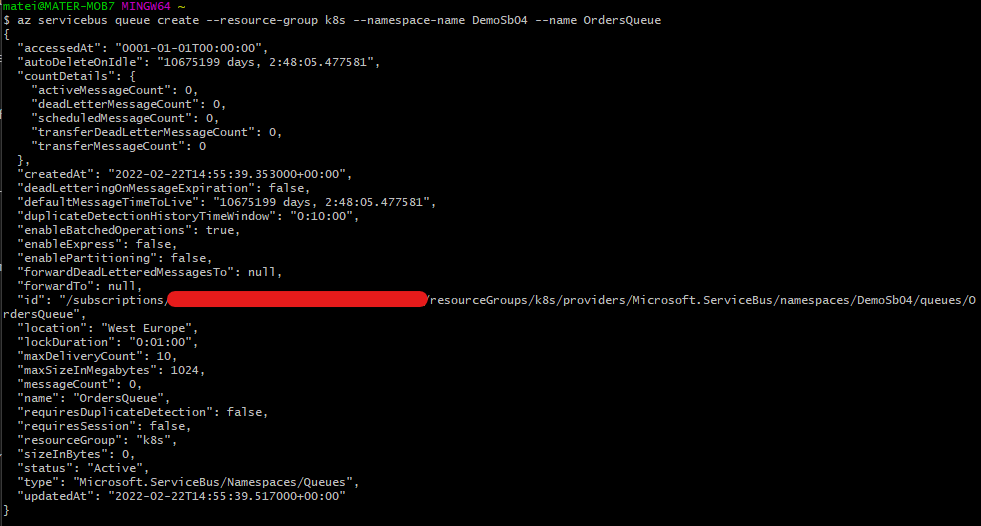 matei@MATER-MOB7 MINGW64 ~
$ az servicebus queue create --resource-group k8s --namespace-name DemoSb04 --name OrdersQueue
{
  "accessedAt": "0001-01-01T00:00:00",
  "autoDeleteOnIdle": "10675199 days, 2:48:05.477581",
  "countDetails": {
    "activeMessageCount": 0,
    "deadLetterMessageCount": 0,
    "scheduledMessageCount": 0,
    "transferDeadLetterMessageCount": 0,
    "transferMessageCount": 0
  },
  "createdAt": "2022-02-22T14:55:39.353000+00:00",
  "deadLetteringOnMessageExpiration": false,
  "defaultMessageTimeToLive": "10675199 days, 2:48:05.477581",
  "duplicateDetectionHistoryTimeWindow": "0:10:00",
  "enableBatchedOperations": true,
  "enableExpress": false,
  "enablePartitioning": false,
  "forwardDeadLetteredMessagesTo": null,
  "forwardTo": null,
  "id": "/subscriptions/ /resourceGroups/k8s/providers/Microsoft.ServiceBus/namespaces/DemoSb04/queues/O
rdersQueue",
  "location": "West Europe",
  "lockDuration": "0:01:00",
  "maxDeliveryCount": 10,
  "maxSizeInMegabytes": 1024,
  "messageCount": 0,
  "name": "OrdersQueue",
  "requiresDuplicateDetection": false,
  "requiresSession": false,
  "resourceGroup": "k8s",
  "sizeInBytes": 0,
  "status": "Active",
  "type": "Microsoft.ServiceBus/Namespaces/Queues",
  "updatedAt": "2022-02-22T14:55:39.517000+00:00"
}